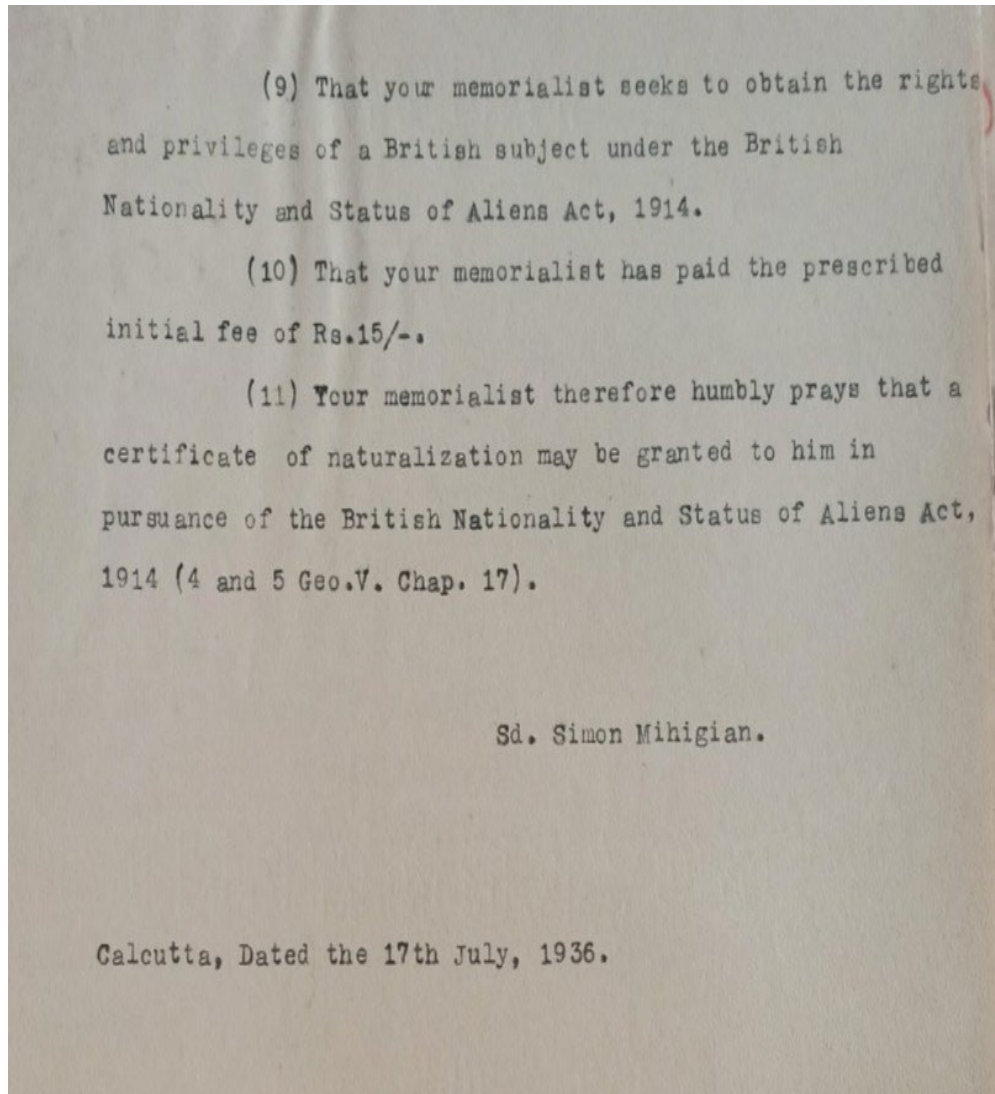 (9) That your memorialist seeks to obtain the rights
and privileges of a British subject under the British
Nationality and Status of Aliens Act, 1914.
(10) That your memorialist has paid the prescribed
initial fee of Rs.15/-.
(11) Your memorialist therefore humbly prays that a
certificate of naturalization may be granted to him in
pursuance of the British Nationality and Status of Aliens Act,
1914 (4 and 5 Geo.V. Chap. 17).
Sd. Simon Mihigian.
Calcutta, Dated the 17th July, 1936.